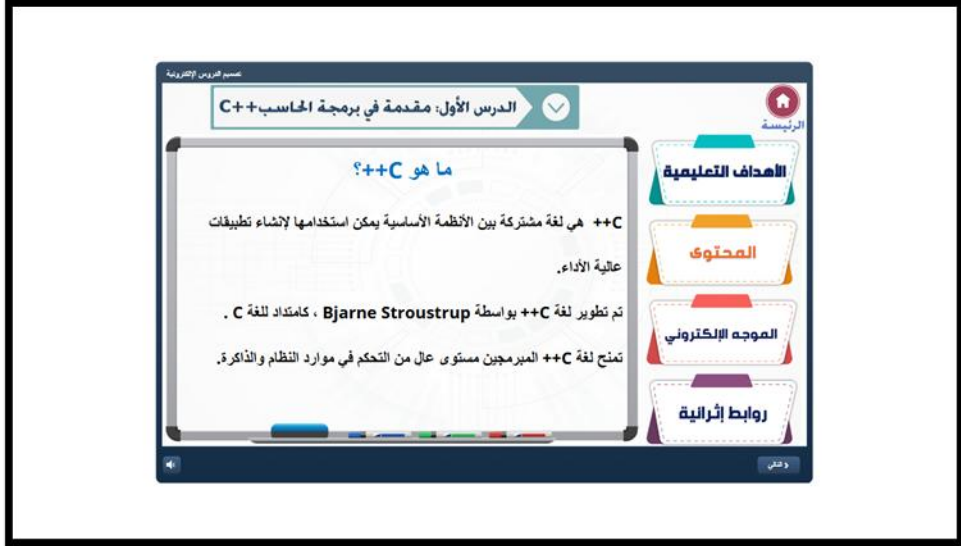 تصميم الدروس الإلكترونية
الدرس الأول: مقدمة في برمجة الحاسب++C
الرئيسة
الأهداف التعليمية
المحتوى
الموجه الإلكتروني
روابط إثرائية
ما هو C++؟
C++ هي لغة مشتركة بين الأنظمة الأساسية يمكن استخدامها لإنشاء تطبيقات
عالية الأداء.
تم تطوير لغة C++ بواسطة Bjarne Stroustrup ، كامتداد للغة C .
تمنح لغة C++ المبرمجين مستوى عالٍ من التحكم في موارد النظام والذاكرة.
التالي